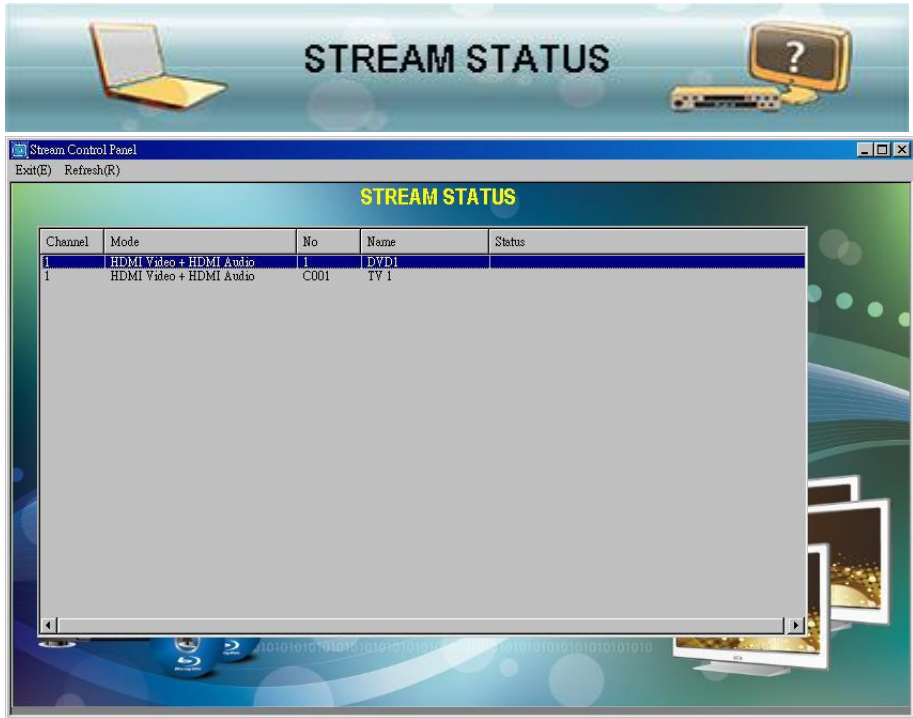 STREAM STATUS
?
Stream Control Panel
Exit(E) Refresh(R)
STREAM STATUS
Channel Mode No Name Status
1 HDMI Video + HDMI Audio 1 DVD1
1 HDMI Video + HDMI Audio C001 TV 1